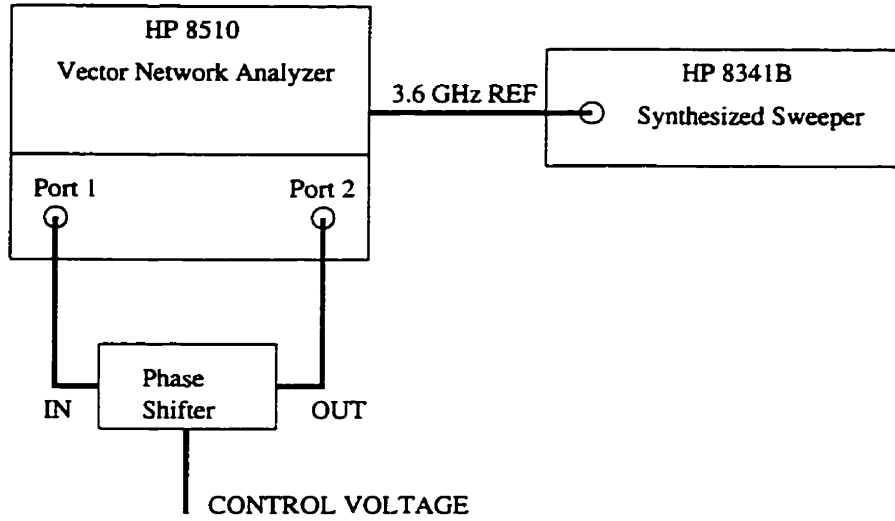 HP 8510
Vector Network Analyzer
3.6 GHz REF
HP 8341B
Synthesized Sweeper
Port 1
Port 2
Phase
Shifter
IN
OUT
CONTROL VOLTAGE